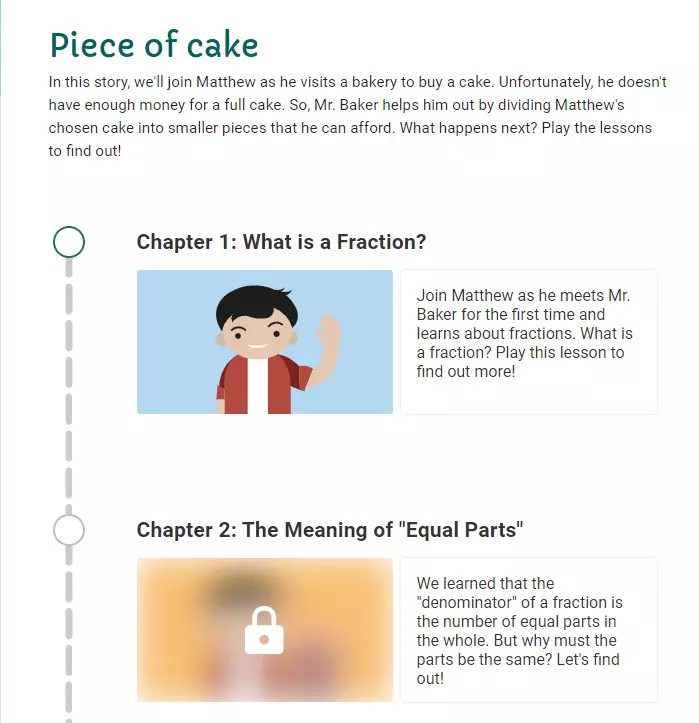 Piece of cake
In this story, we'll join Matthew as he visits a bakery to buy a cake. Unfortunately, he doesn't
have enough money for a full cake. So, Mr. Baker helps him out by dividing Matthew's
chosen cake into smaller pieces that he can afford. What happens next? Play the lessons
to find out!
Chapter 1: What is a Fraction?
Join Matthew as he meets Mr.
Baker for the first time and
learns about fractions. What is
a fraction? Play this lesson to
find out more!
Chapter 2: The Meaning of "Equal Parts"
We learned that the
"denominator" of a fraction is
the number of equal parts in
the whole. But why must the
parts be the same? Let's find
out!